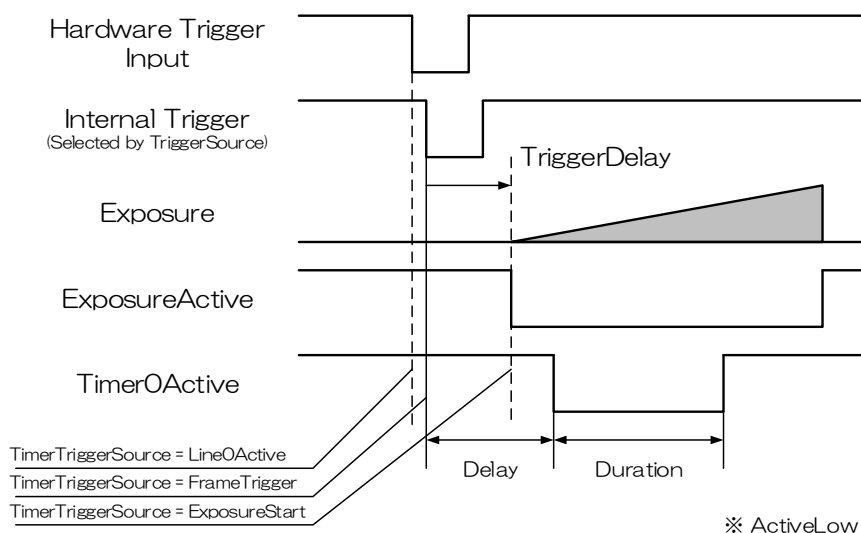 Hardware Trigger
Input
Internal Trigger
(Selected by TriggerSource)
TriggerDelay
Exposure
ExposureActive
Timer0Active
TimerTriggerSource = Line0Active
TimerTriggerSource = FrameTrigger
TimerTriggerSource = ExposureStart
Delay
Duration
※ ActiveLow